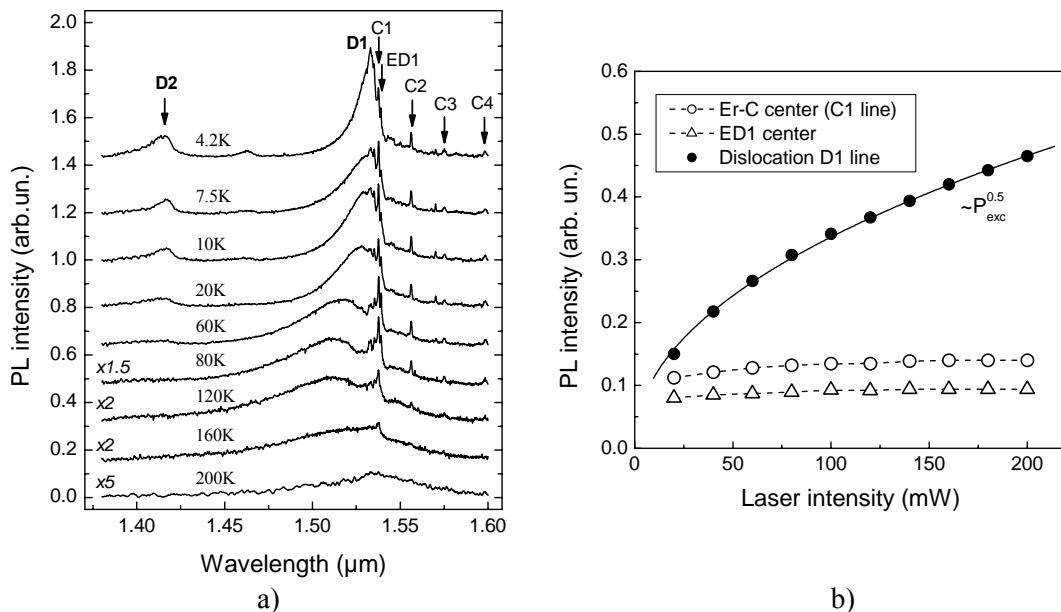 2.0
1.8
1.6
1.4
1.2
1.0
0.8
0.6
0.4
0.2
0.0
PL intensity (arb.un.)
D2
D1
C1
ED1
C2
C3
C4
4.2K
7.5K
10K
20K
60K
x1.5
80K
x2
120K
x2
160K
x5
200K
1.40
1.45
1.50
1.55
1.60
Wavelength (μm)
a)
0.6
0.5
0.4
0.3
0.2
0.1
0.0
PL intensity (arb. un.)
Er-C center (C1 line)
ED1 center
Dislocation D1 line
~P exc 0.5
0
50
100
150
200
Laser intensity (mW)
b)